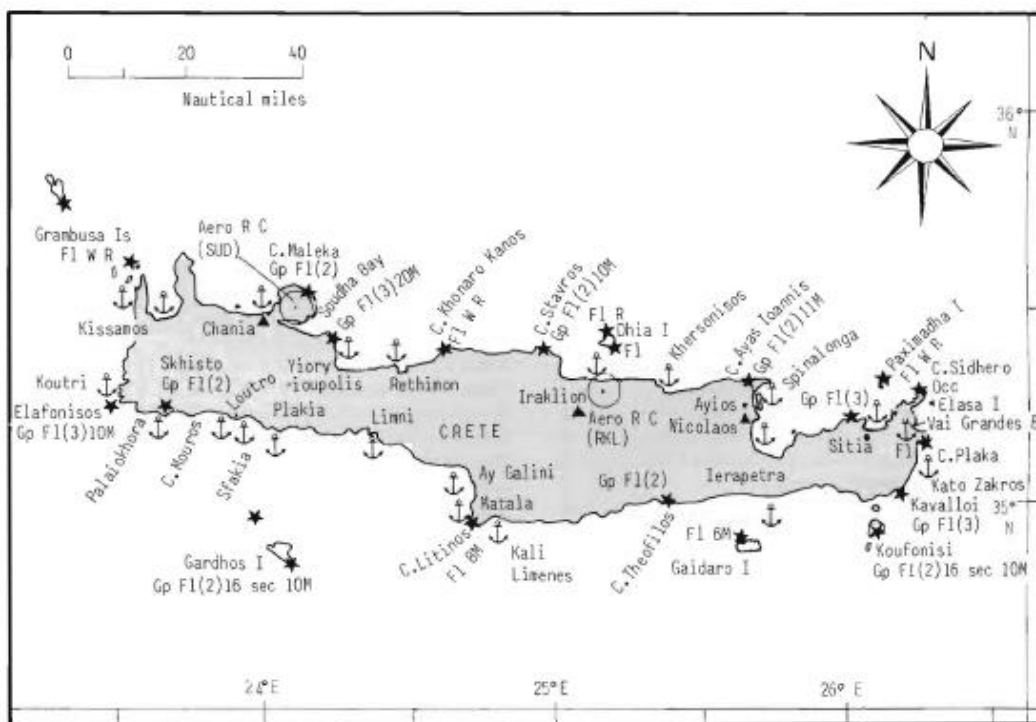 0 20 40
Nautical miles
N
36°
N
Grambusa Is
Fl W R
Aero R C
(SUD)
C.Maleka
Gp Fl(2)
Soudha Bay
Gp Fl(3)20M
C. Khonaro Kanos
Fl W R
C.Stavros
Gp Fl(2)10M
Fl R
Dhia I
Fl
Khersonisos
C.Ayas Ioannis
Gp Fl(2)11M
Spinalonga
Paximadha I
Fl W R
C.Sidhero
Occ
Elasa I
Vai Grandes
Kissamos
Chania
Koutri
Skhisto
Gp Fl(2)
Loutro
Yiory
-ioupolis
Rethimon
Iraklion
Aero R C
(RKL)
Ayios
Nicolaos
Gp Fl(3)
Sitia
Fl
C.Plaka
Elafonisos
Gp Fl(3)10M
Palaiokhora
C.Mouros
Sfakia
Plakia
Limni
CRETE
Ay Galini
Matala
Gp Fl(2)
Ierapetra
Kato Zakros
35°
N
Kavalloi
Gp Fl(3)
C.Litinos
Fl 8M
Kali
Limenes
C.Theofilos
Fl 6M
Gaidaro I
Koufonisi
Gp Fl(2)16 sec 10M
Gardhos I
Gp Fl(2)16 sec 10M
24°E
25°E
26°E